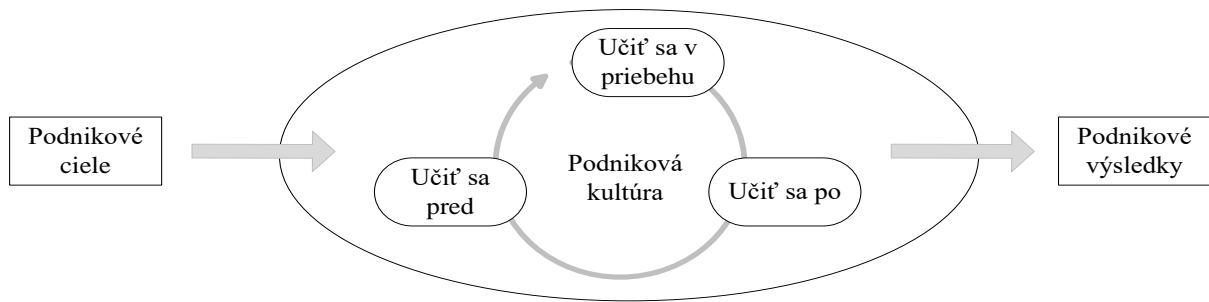 Podnikové
ciele
Učiť sa
pred
Učiť sa v
priebehu
Podniková
kultúra
Učiť sa po
Podnikové
výsledky